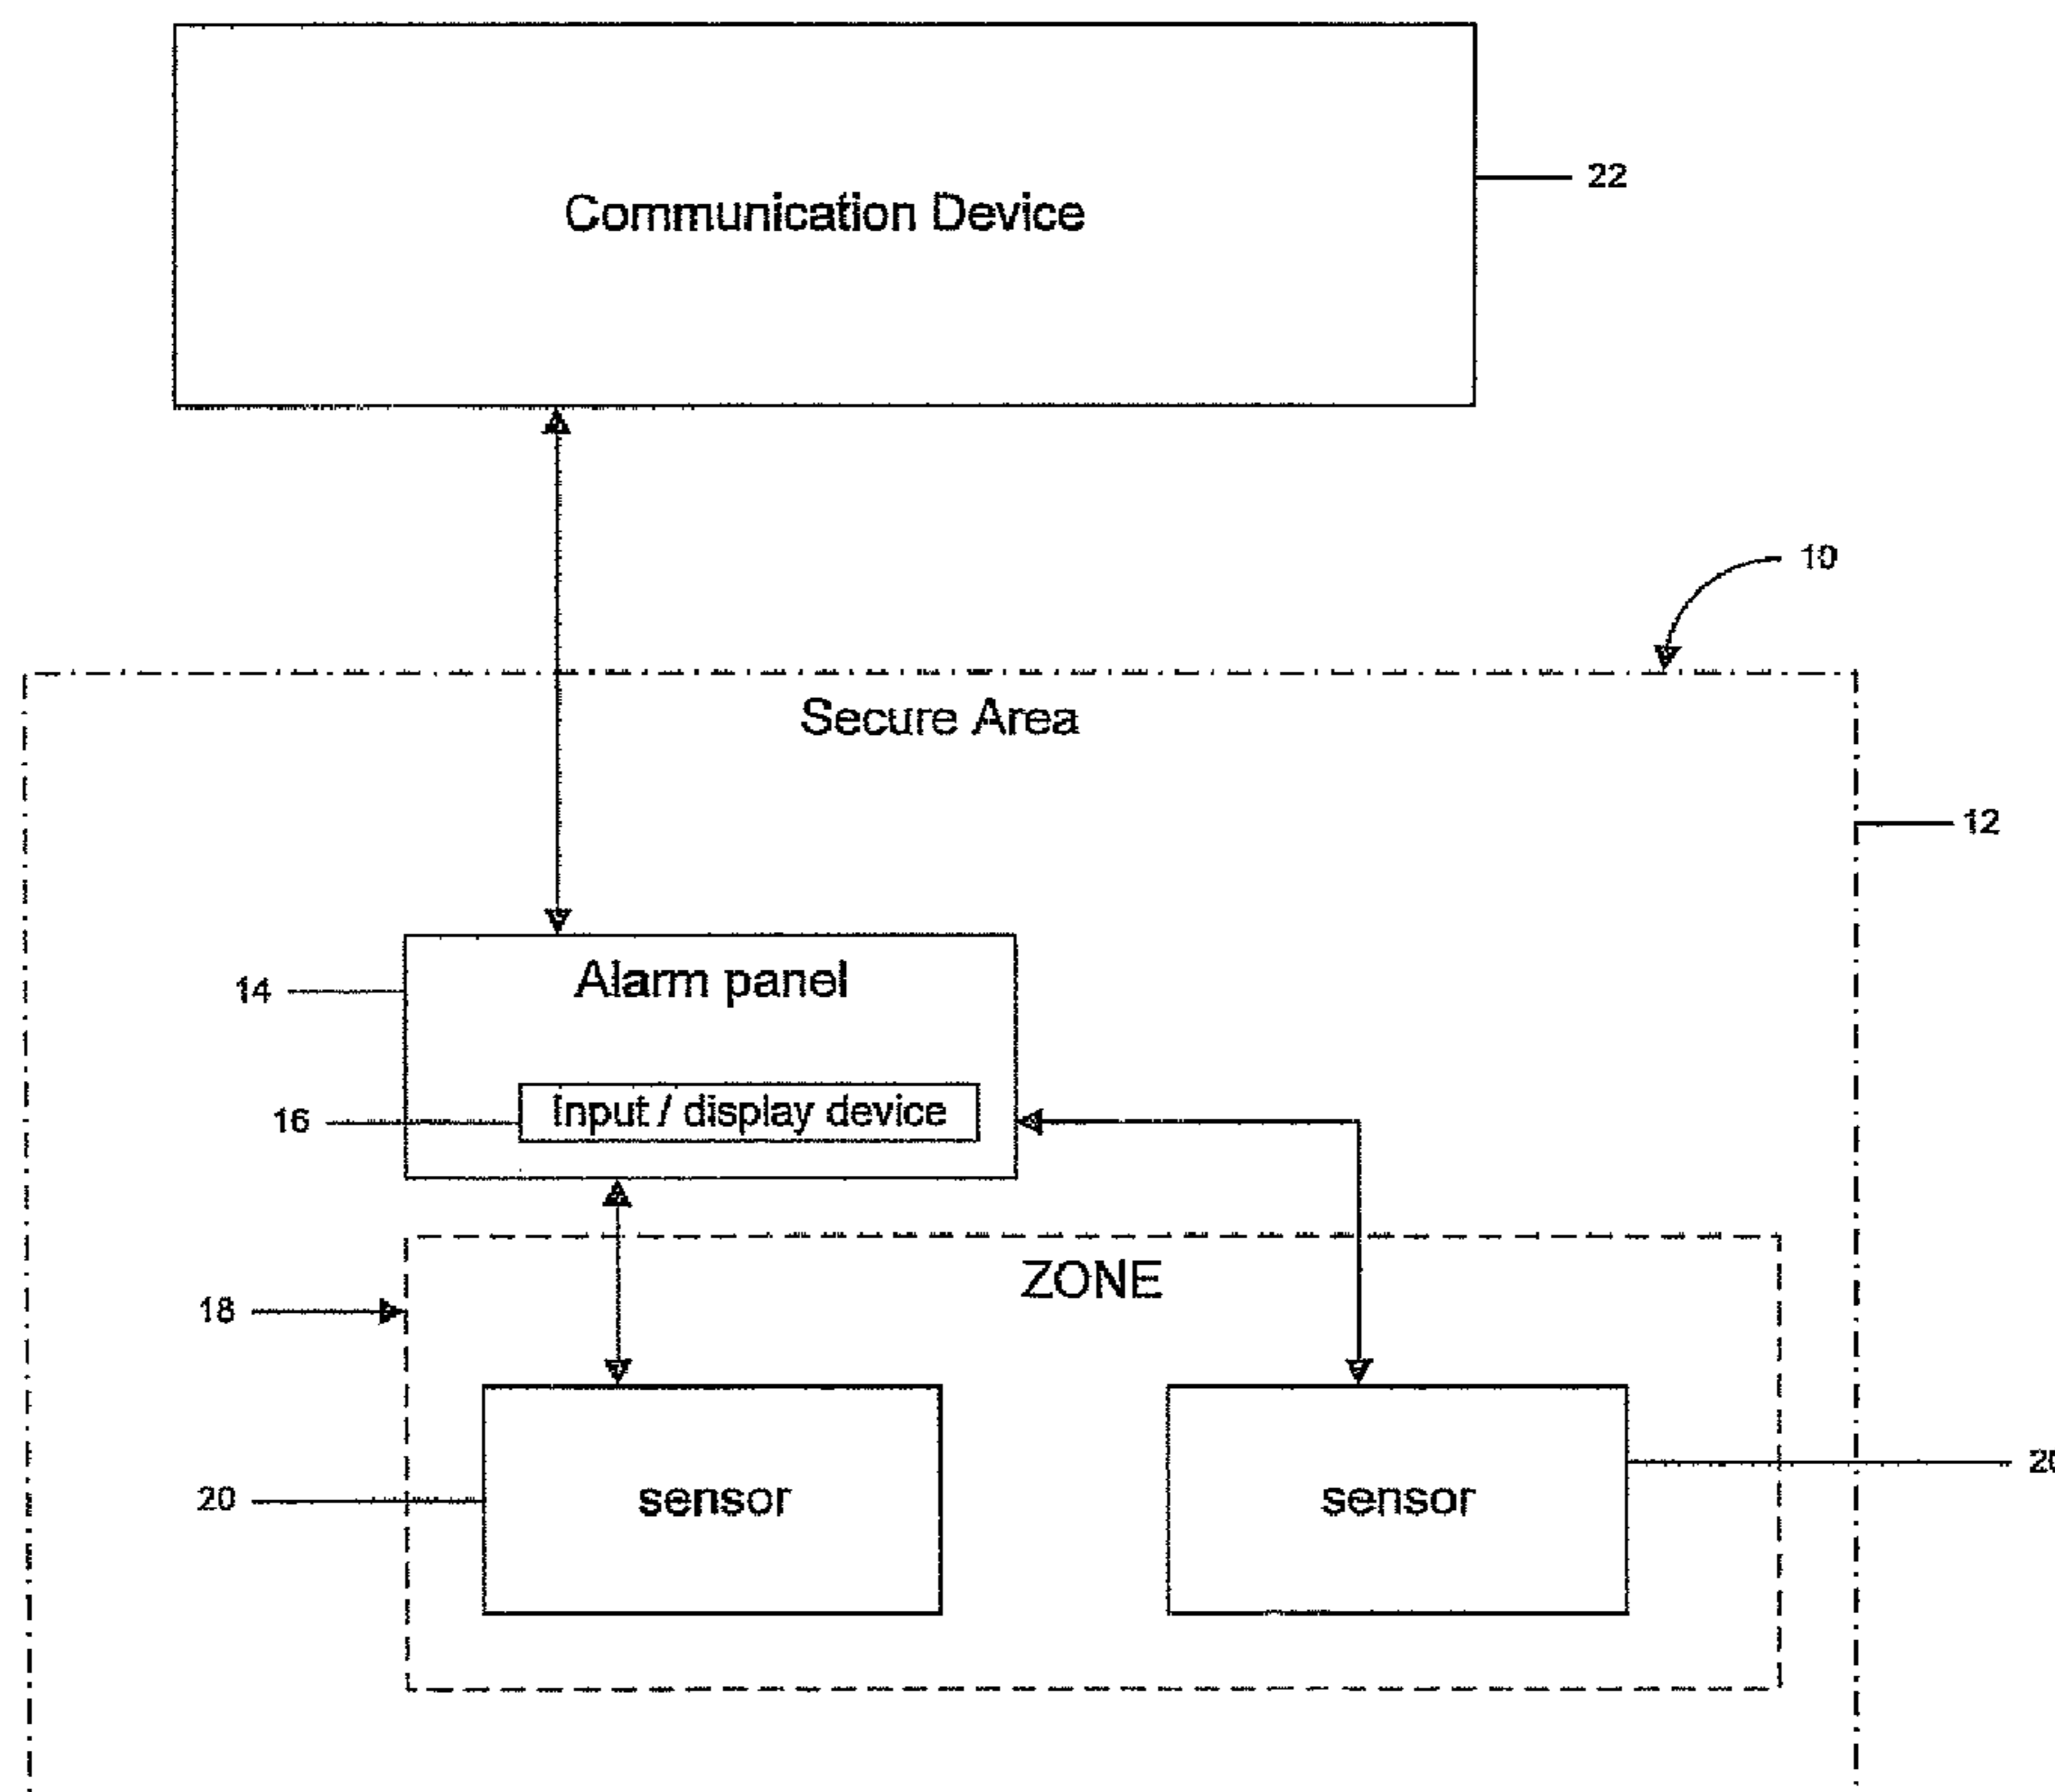 Communication Device
22
10
Secure Area
12
Alarm panel
14
16
Input / display device
ZONE
18
20
sensor
sensor